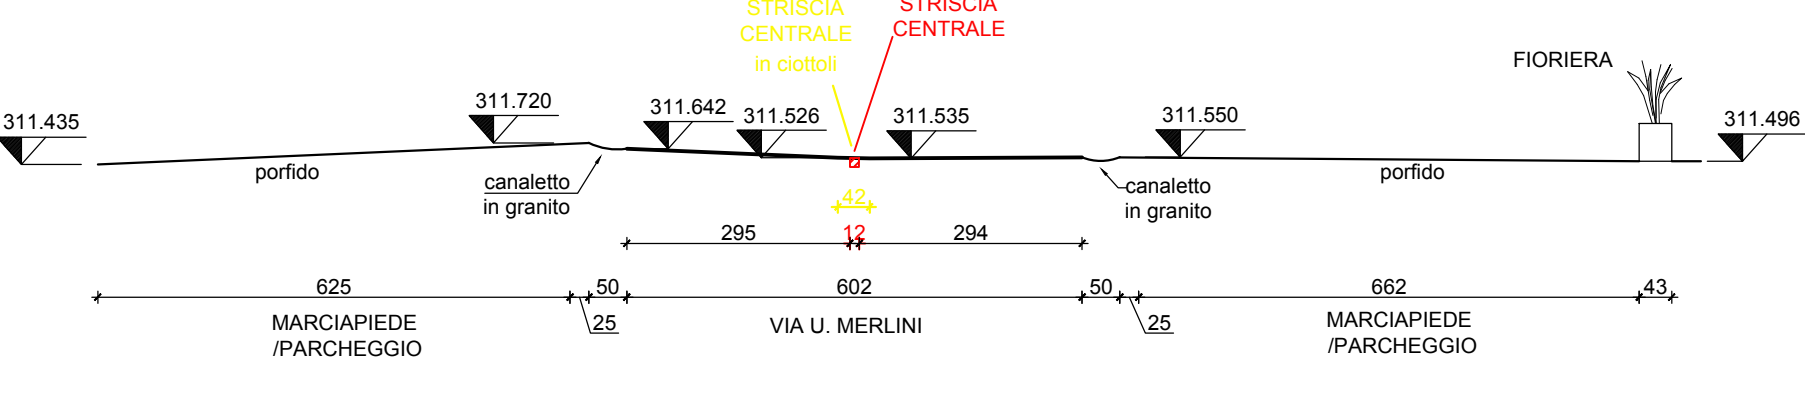 STRISCIA
CENTRALE
in ciottoli
STRISCIA
CENTRALE
FIORIERA
311.435
311.720
311.642
311.526
311.535
311.550
311.496
porfido
canaletto
in granito
canaletto
in granito
porfido
42
295
12
294
625
50
602
50
662
43
25
25
MARCIAPIEDE
/PARCHEGGIO
VIA U. MERLINI
MARCIAPIEDE
/PARCHEGGIO